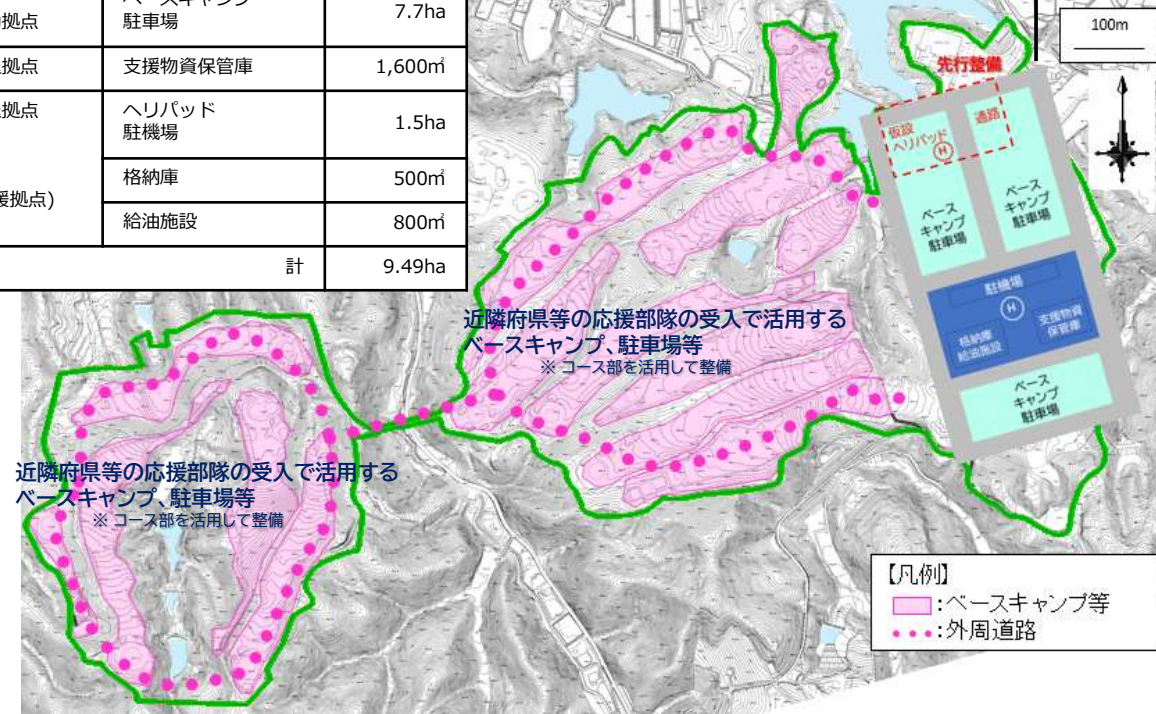 ベースキャンプ
駐車場
7.7ha
拠点
拠点
支援物資保管庫
1,600㎡
拠点
ヘリパッド
駐機場
1.5ha
援拠点)
格納庫
500㎡
給油施設
800㎡
計
9.49ha
100m
先行整備
仮設
ヘリパッド
H
通路
ベース
キャンプ
駐車場
ベース
キャンプ
駐車場
駐機場
H
格納庫
給油施設
支援物資
保管庫
ベース
キャンプ
駐車場
近隣府県等の応援部隊の受入で活用する
ベースキャンプ、駐車場等
※ コース部を活用して整備
近隣府県等の応援部隊の受入で活用する
ベースキャンプ、駐車場等
※ コース部を活用して整備
【凡例】
:ベースキャンプ等
:外周道路